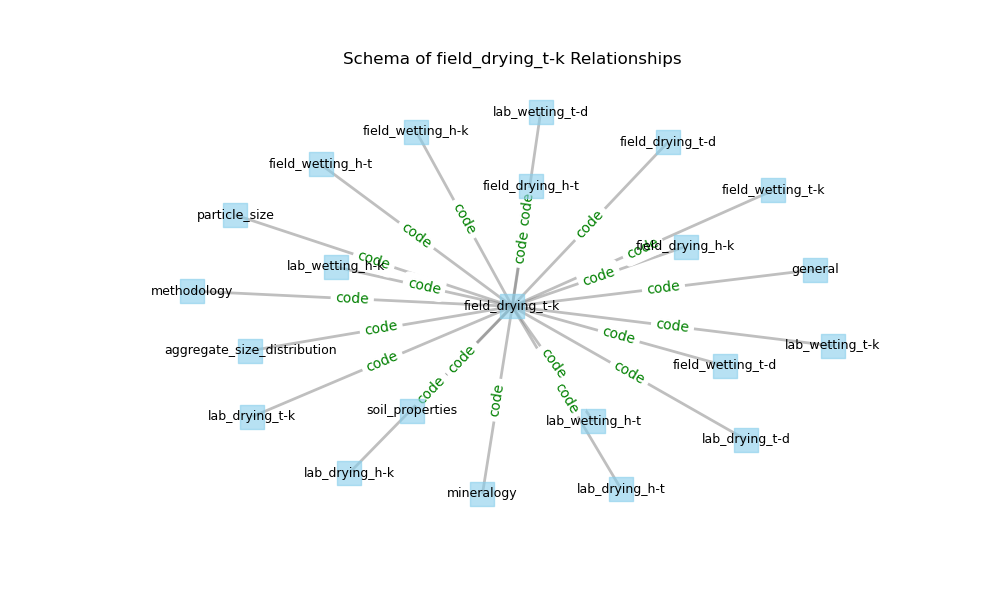 Schema of field_drying_t-k Relationships
lab_wetting_t-d
field_wetting_h-k
field_drying_t-d
field_wetting_h-t
field_drying_h-t
field_wetting_t-k
code
particle_size
code
code
code
code
code
code
field_drying_h-k
code
lab_wetting_h-k
general
code
code
code
methodology
code
field_drying_t-k
code
code
code
lab_wetting_t-k
aggregate_size_distribution
code
code
code
field_wetting_t-d
code
code
code
code
soil_properties
lab_drying_t-k
lab_wetting_h-t
lab_drying_t-d
lab_drying_h-k
mineralogy
lab_drying_h-t